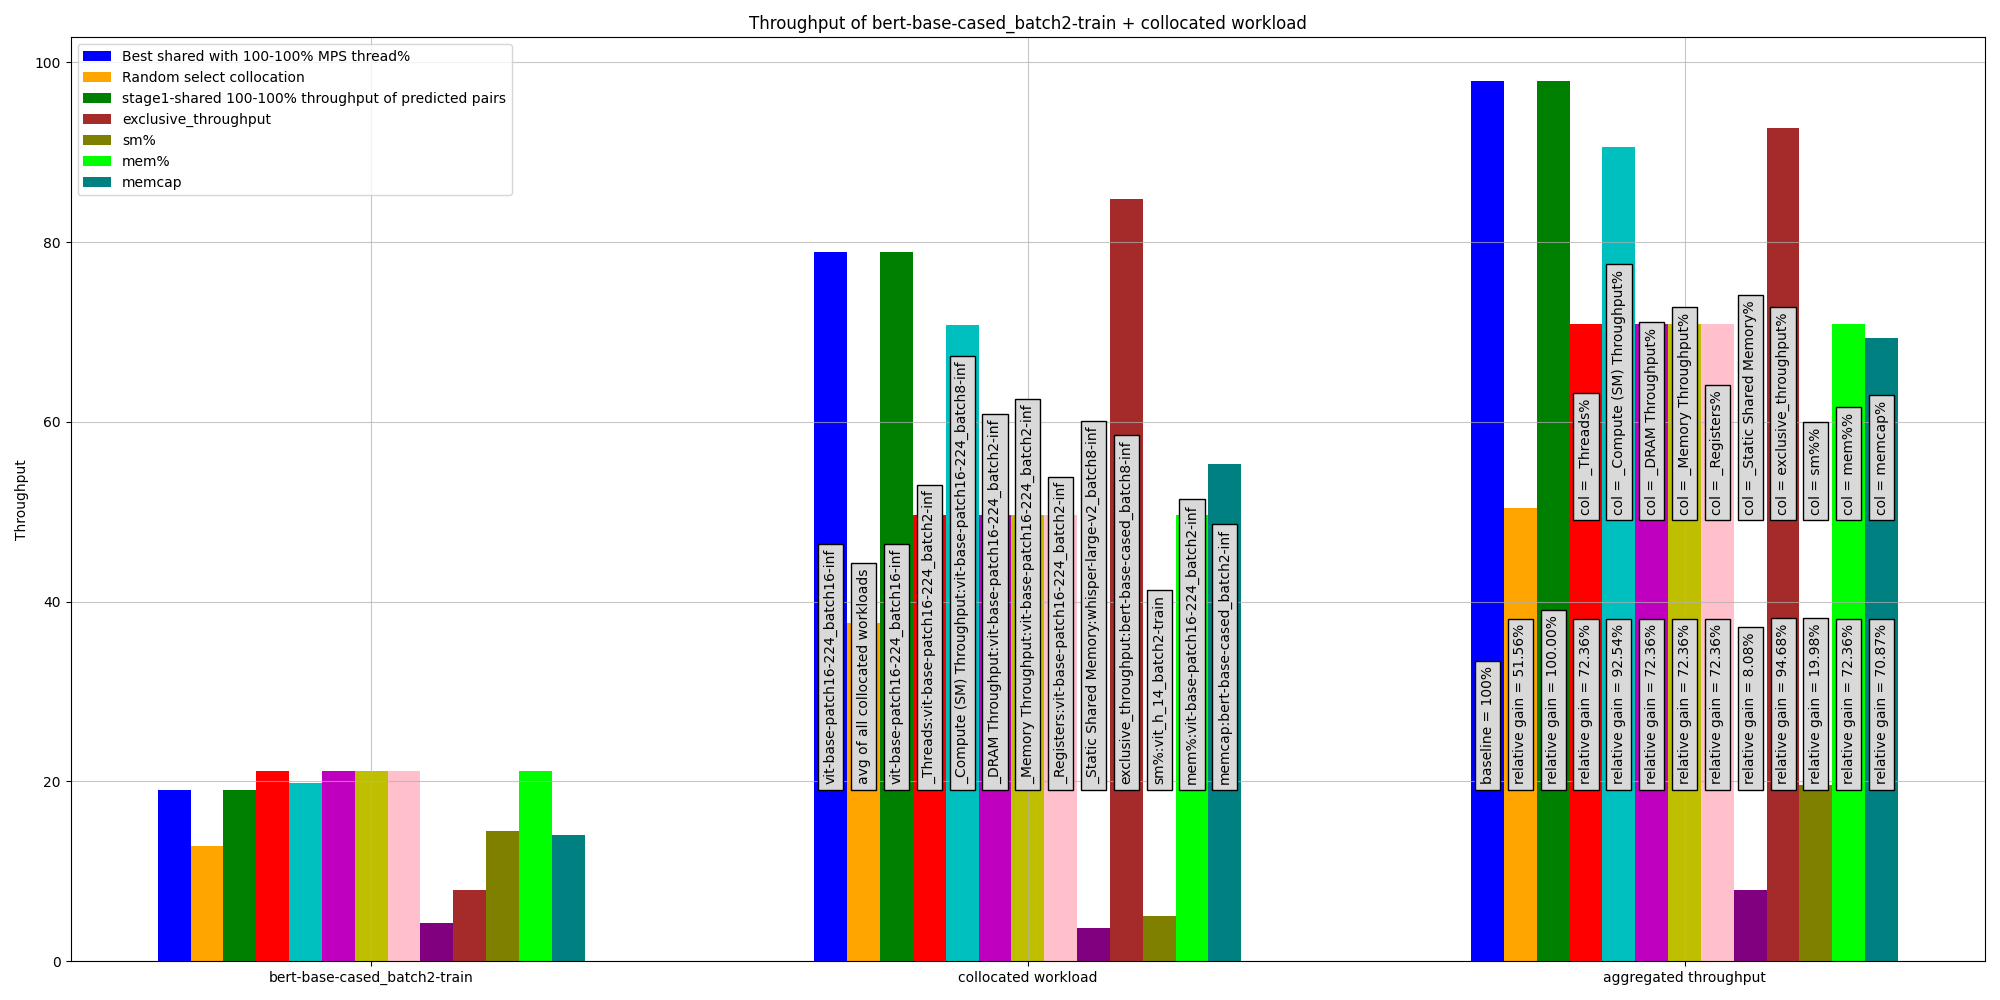 Throughput of bert-base-cased_batch2-train + collocated workload
Best shared with 100-100% MPS thread%
Random select collocation
stage1-shared 100-100% throughput of predicted pairs
exclusive_throughput
sm%
mem%
memcap
Throughput
100
80
60
40
20
0
vit-base-patch16-224_batch16-inf
avg of all collocated workloads
vit-base-patch16-224_batch16-inf
_Threads:vit-base-patch16-224_batch2-inf
_Compute (SM) Throughput:vit-base-patch16-224_batch8-inf
_DRAM Throughput:vit-base-patch16-224_batch2-inf
_Memory Throughput:vit-base-patch16-224_batch2-inf
_Registers:vit-base-patch16-224_batch2-inf
_Static Shared Memory:whisper-large-v2_batch8-inf
exclusive_throughput:bert-base-cased_batch8-inf
sm%:vit_h_14_batch2-train
mem%:vit-base-patch16-224_batch2-inf
memcap:bert-base-cased_batch2-inf
col = _Threads%
col = _Compute (SM) Throughput%
col = _DRAM Throughput%
col = _Memory Throughput%
col = _Registers%
col = _Static Shared Memory%
col = exclusive_throughput%
col = sm%%
col = mem%%
col = memcap%
baseline = 100%
relative gain = 51.56%
relative gain = 100.00%
relative gain = 72.36%
relative gain = 92.54%
relative gain = 72.36%
relative gain = 72.36%
relative gain = 72.36%
relative gain = 8.08%
relative gain = 94.68%
relative gain = 19.98%
relative gain = 72.36%
relative gain = 70.87%
bert-base-cased_batch2-train
collocated workload
aggregated throughput